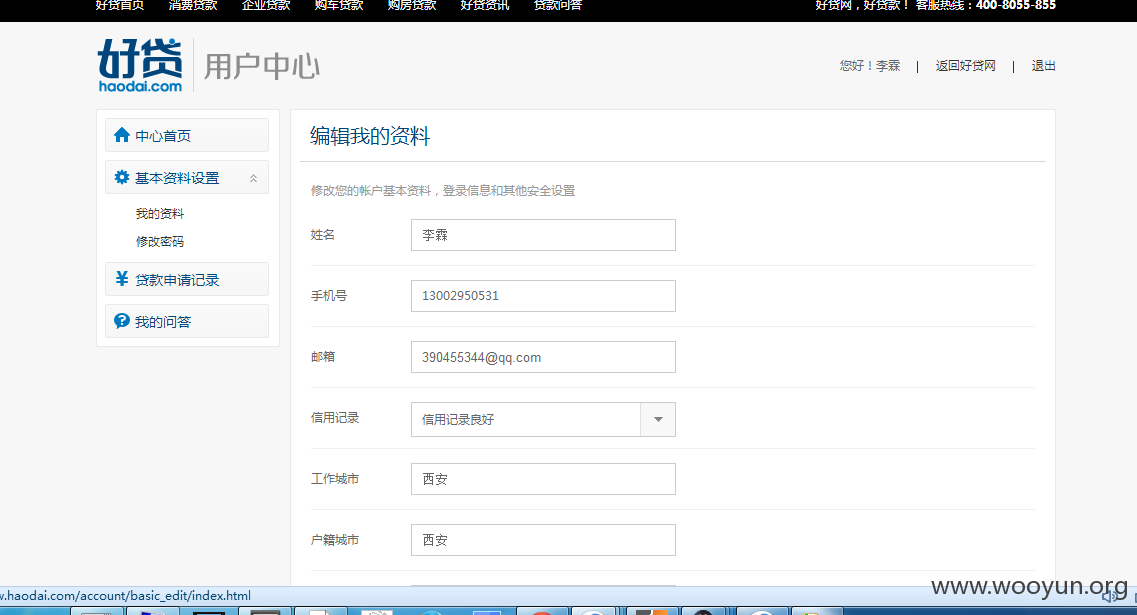 好贷首页 消费贷款 企业贷款 购车贷款 购房贷款 好贷资讯 贷款问答 好贷网，好贷款！ 客服热线：400-8055-855
好贷 用户中心
haodai.com
您好！李霖 | 返回好贷网 | 退出
中心首页
基本资料设置
我的资料
修改密码
贷款申请记录
我的问答
编辑我的资料
修改您的帐户基本资料，登录信息和其他安全设置
姓名 李霖
手机号 13002950531
邮箱 390455344@qq.com
信用记录 信用记录良好
工作城市 西安
户籍城市 西安
www.wooyun.org
w.haodai.com/account/basic_edit/index.html